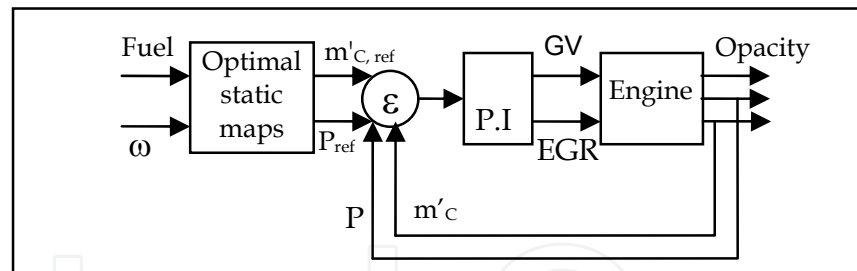 Fuel
ω
Optimal
static
maps
m'C, ref
Pref
ε
P.I
GV
EGR
Engine
Opacity
P
m'C